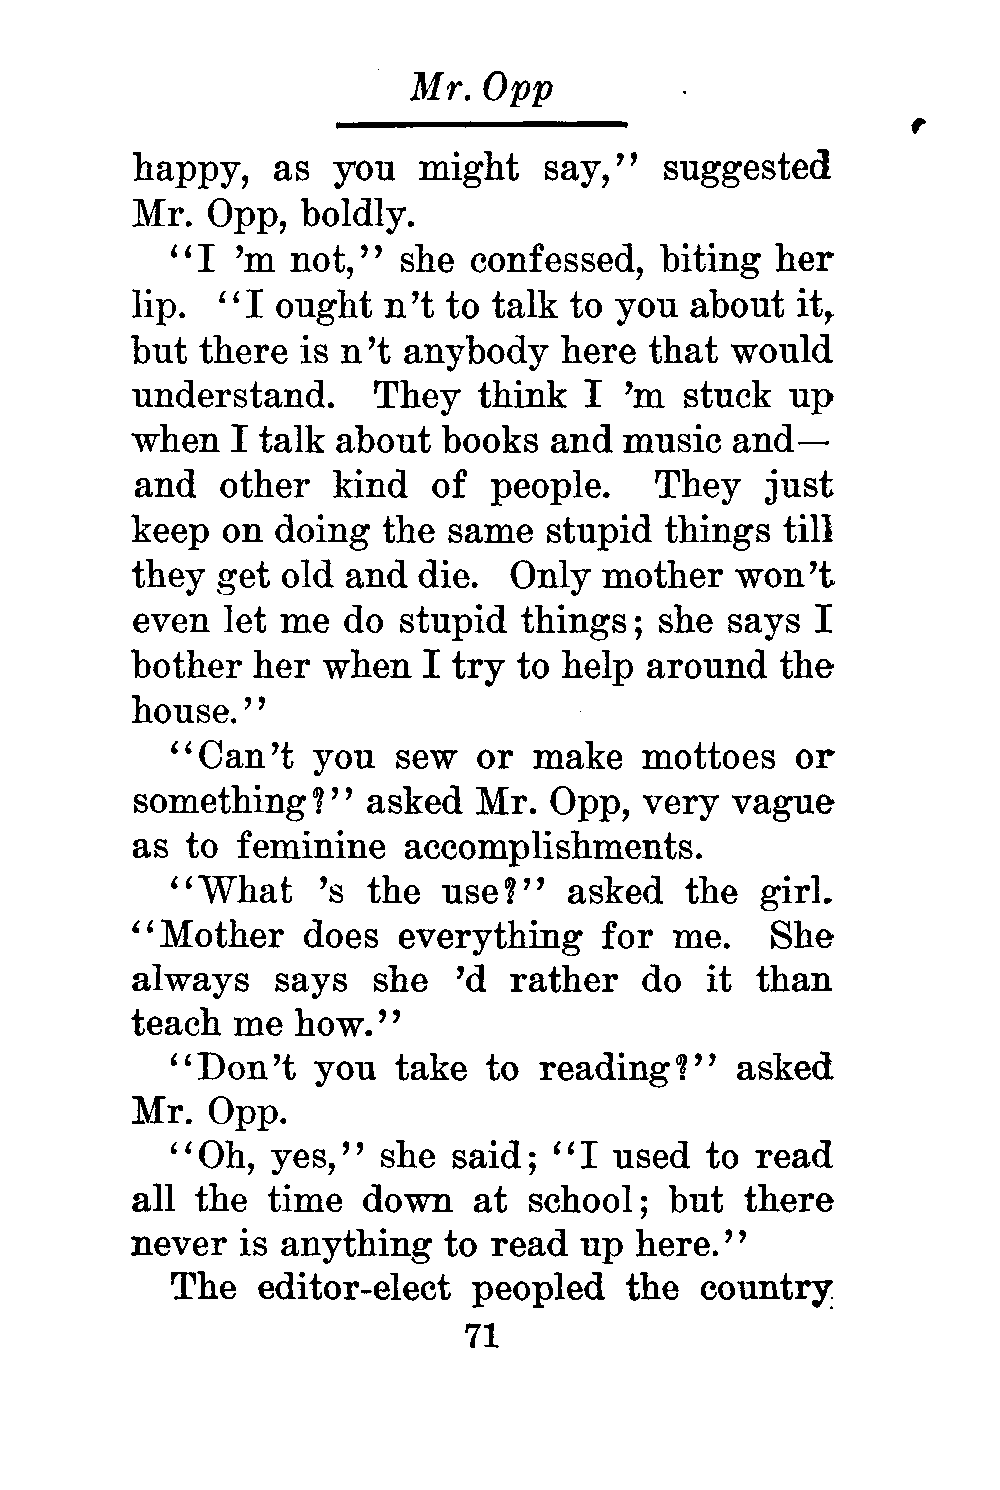 Mr. Opp
happy, as you might say,'' suggested
Mr. Opp, boldly.
‘‘I ’m not,’’ she confessed, biting her
lip. ‘‘I ought n’t to talk to you about it,
but there is n’t anybody here that would
understand. They think I ’m stuck up
when I talk about books and music and—
and other kind of people. They just
keep on doing the same stupid things till
they get old and die. Only mother won’t
even let me do stupid things; she says I
bother her when I try to help around the
house.’’
‘‘Can’t you sew or make mottoes or
something?’’ asked Mr. Opp, very vague
as to feminine accomplishments.
‘‘What ’s the use?’’ asked the girl.
‘‘Mother does everything for me. She
always says she ’d rather do it than
teach me how.’’
‘‘Don’t you take to reading?’’ asked
Mr. Opp.
‘‘Oh, yes,’’ she said; ‘‘I used to read
all the time down at school; but there
never is anything to read up here.’’
The editor-elect peopled the country
71